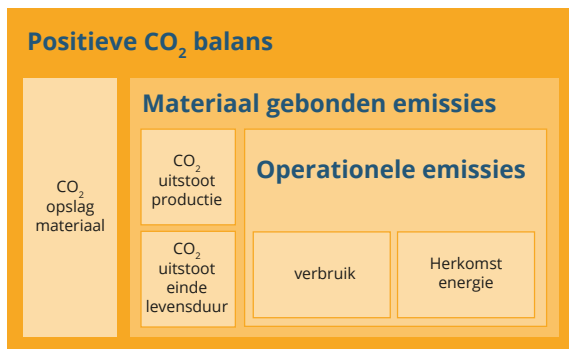 Positieve CO₂ balans
CO₂
opslag
materiaal
Materiaal gebonden emissies
CO₂
uitstoot
productie
CO₂
uitstoot
einde
levensduur
Operationele emissies
verbruik
Herkomst
energie